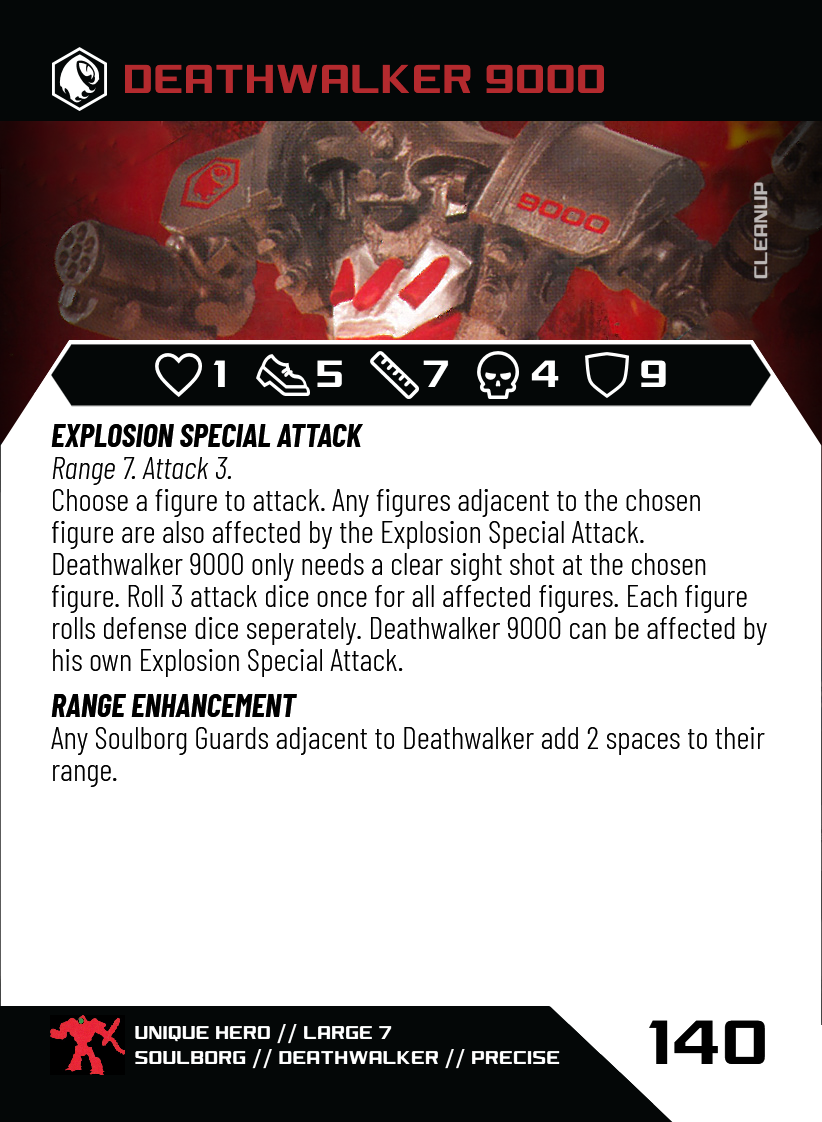 DEATHWALKER 9000
9000
CLEANUP
1 5 7 4 9
EXPLOSION SPECIAL ATTACK
Range 7. Attack 3.
Choose a figure to attack. Any figures adjacent to the chosen
figure are also affected by the Explosion Special Attack.
Deathwalker 9000 only needs a clear sight shot at the chosen
figure. Roll 3 attack dice once for all affected figures. Each figure
rolls defense dice seperately. Deathwalker 9000 can be affected by
his own Explosion Special Attack.
RANGE ENHANCEMENT
Any Soulborg Guards adjacent to Deathwalker add 2 spaces to their
range.
UNIQUE HERO // LARGE 7
SOULBORG // DEATHWALKER // PRECISE
140